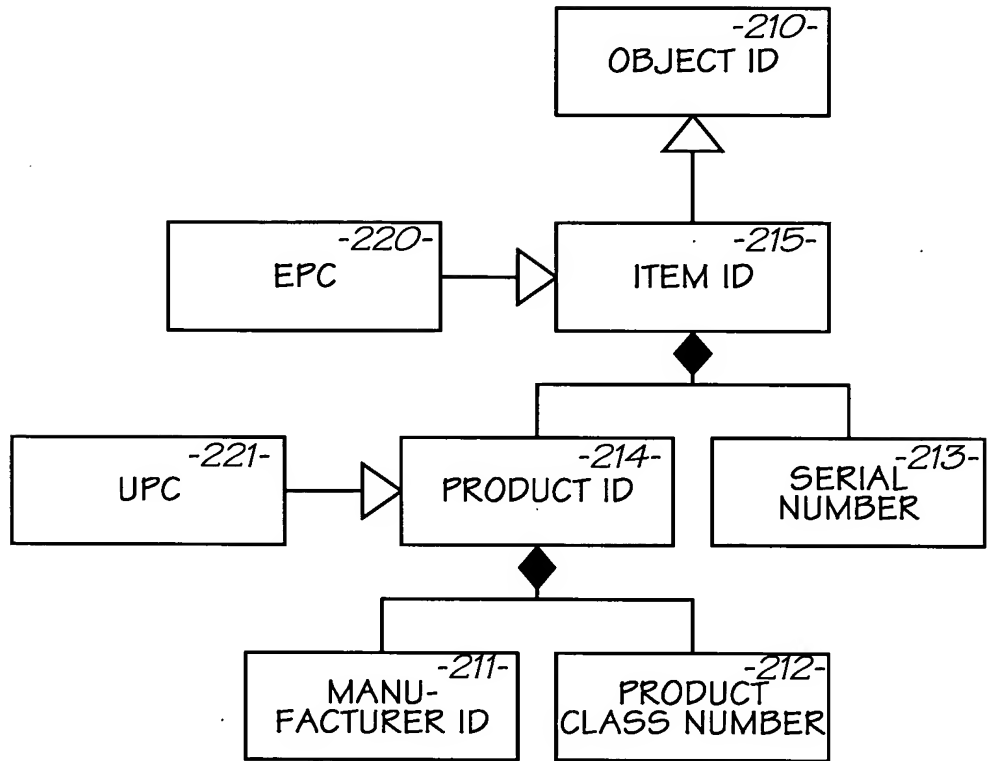 -210-
OBJECT ID
-220-
EPC
-215-
ITEM ID
-221-
UPC
-214-
PRODUCT ID
-213-
SERIAL
NUMBER
-211-
MANU-
FACTURER ID
-212-
PRODUCT
CLASS NUMBER